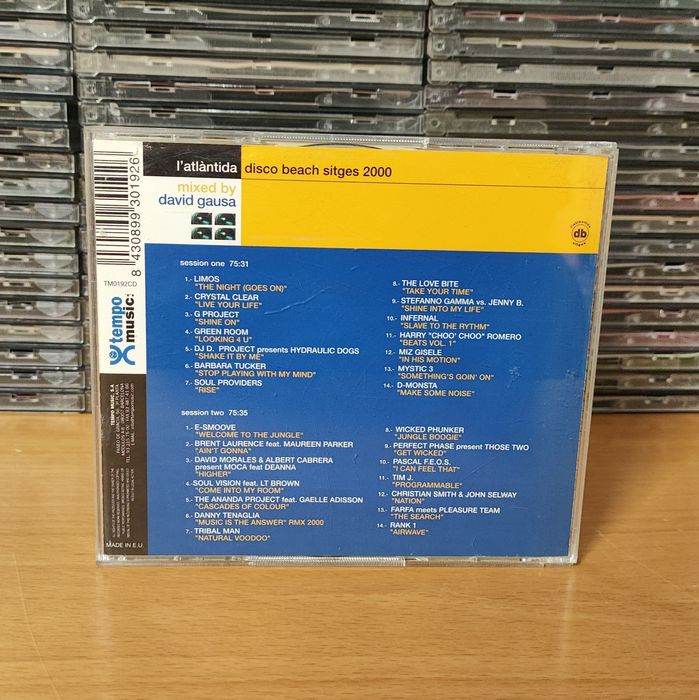 l'atlàntida disco beach sitges 2000
mixed by
david gausa
db
8 430899 301926
TM0192CD
tempo
music:
TEMPO MUSIC, S.A.
MADE IN E.U.
session one 75:31
1.- LIMOS
"THE NIGHT (GOES ON)"
2.- CRYSTAL CLEAR
"LIVE YOUR LIFE"
3.- G PROJECT
"SHINE ON"
4.- GREEN ROOM
"LOOKING 4 U"
5.- DJ D. PROJECT presents HYDRAULIC DOGS
"SHAKE IT BY ME"
6.- BARBARA TUCKER
"STOP PLAYING WITH MY MIND"
7.- SOUL PROVIDERS
"RISE"
8.- THE LOVE BITE
"TAKE YOUR TIME"
9.- STEFANNO GAMMA vs. JENNY B.
"SHINE INTO MY LIFE"
10.- INFERNAL
"SLAVE TO THE RYTHM"
11.- HARRY "CHOO' CHOO" ROMERO
"BEATS VOL. 1"
12.- MIZ GISELE
"IN HIS MOTION"
13.- MYSTIC 3
"SOMETHING'S GOIN' ON"
14.- D-MONSTA
"MAKE SOME NOISE"
session two 75:35
1.- E-SMOOVE
"WELCOME TO THE JUNGLE"
2.- BRENT LAURENCE feat. MAUREEN PARKER
"AIN'T GONNA"
3.- DAVID MORALES & ALBERT CABRERA
present MOCA feat DEANNA
"HIGHER"
4.- SOUL VISION feat. LT BROWN
"COME INTO MY ROOM"
5.- THE ANANDA PROJECT feat. GAELLE ADISSON
"CASCADES OF COLOUR"
6.- DANNY TENAGLIA
"MUSIC IS THE ANSWER" RMX 2000
7.- TRIBAL MAN
"NATURAL VOODOO"
8.- WICKED PHUNKER
"JUNGLE BOOGIE"
9.- PERFECT PHASE present THOSE TWO
"GET WICKED"
10.- PASCAL F.E.O.S.
"I CAN FEEL THAT"
11.- TIM J.
"PROGRAMMABLE"
12.- CHRISTIAN SMITH & JOHN SELWAY
"NATION"
13.- FARFA meets PLEASURE TEAM
"THE SEARCH"
14.- RANK 1
"AIRWAVE"